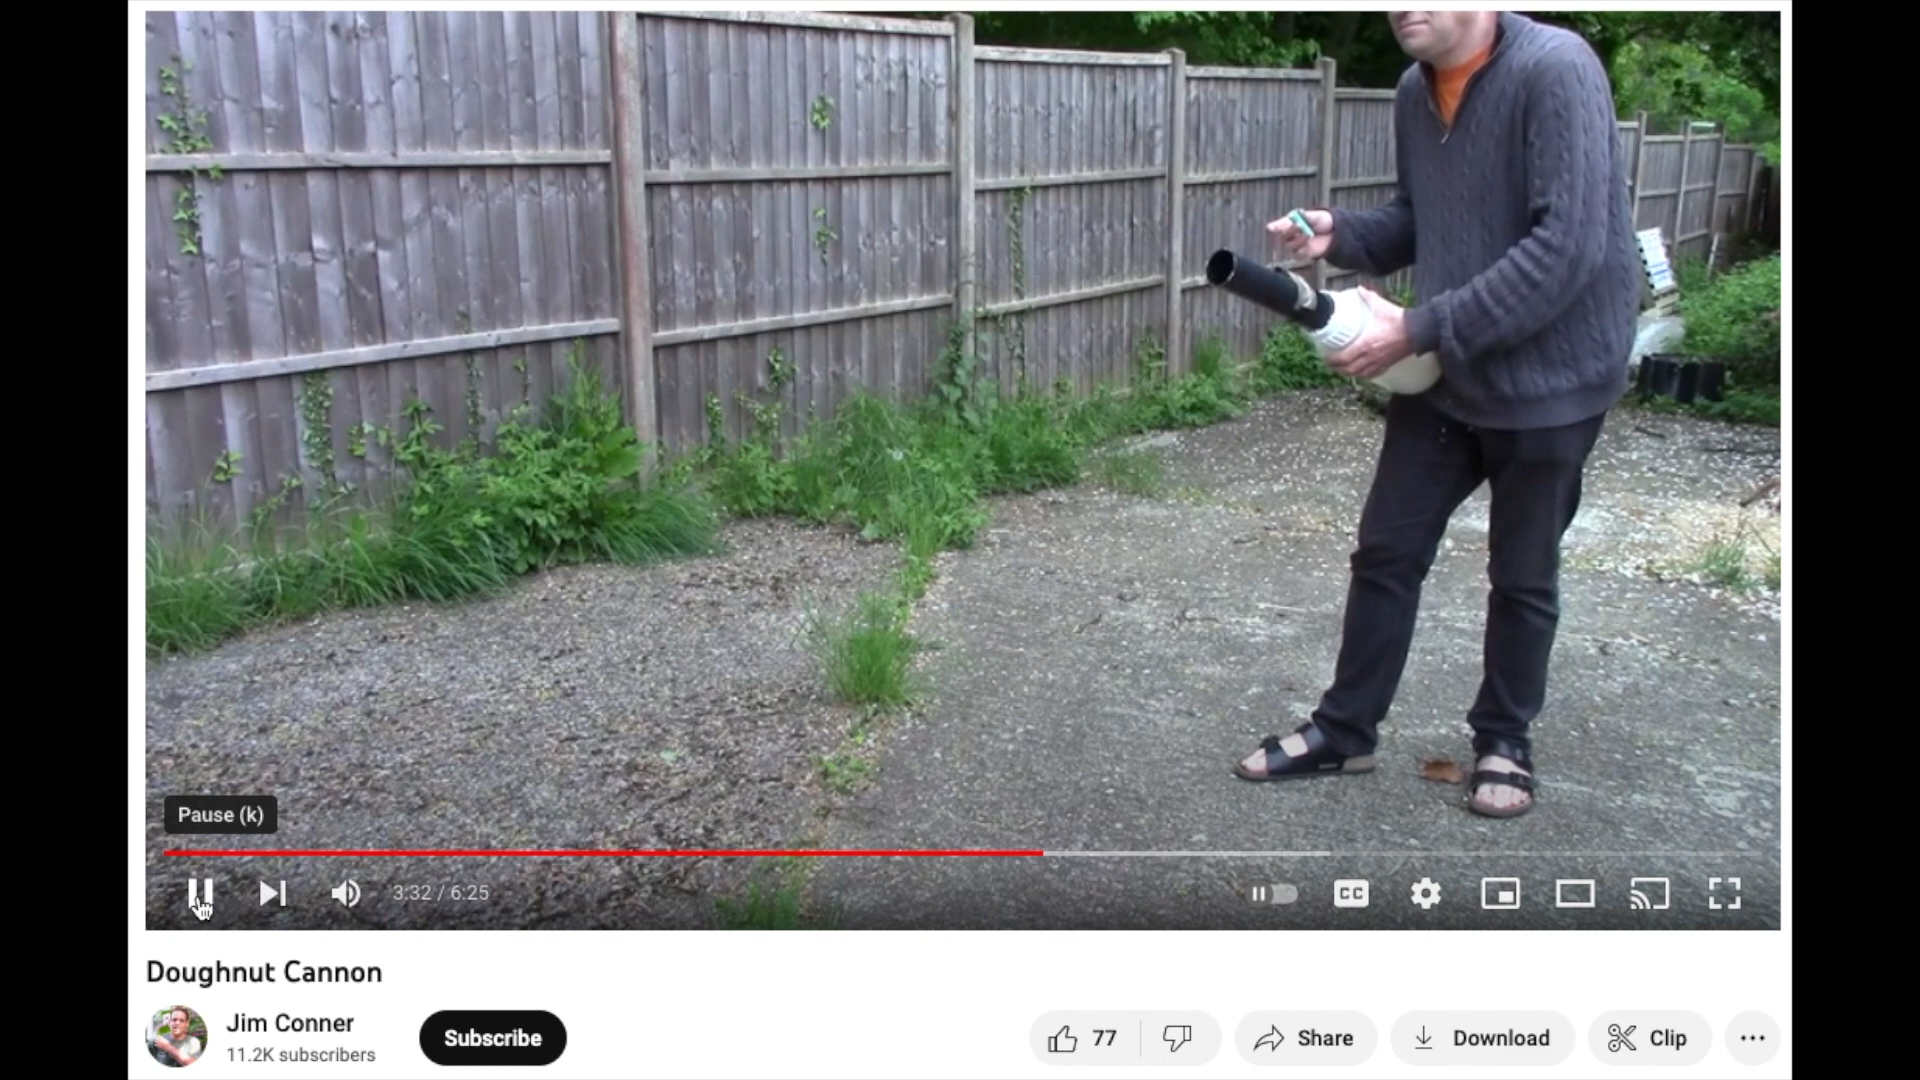 Pause (k)
3:32 / 6:25
CC
Doughnut Cannon
Jim Conner
11.2K subscribers
Subscribe
77
Share
Download
Clip